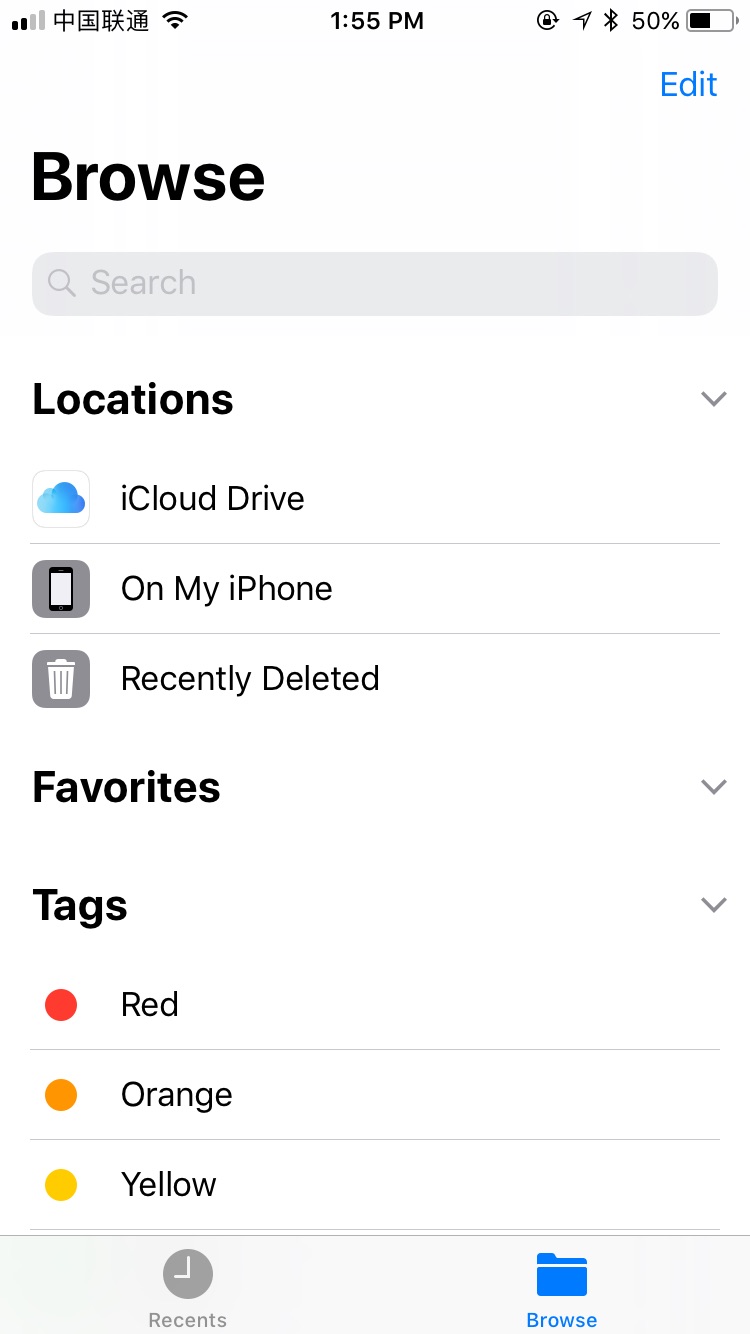 中国联通 1:55 PM 50%
Edit
Browse
Search
Locations
iCloud Drive
On My iPhone
Recently Deleted
Favorites
Tags
Red
Orange
Yellow
Recents Browse